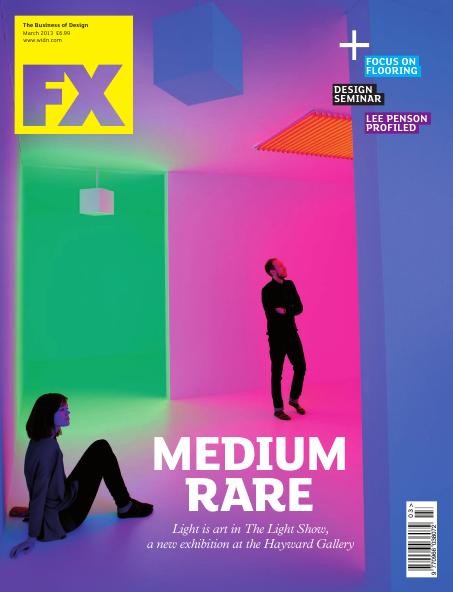 The Business of Design
March 2013 £6.99
www.widn.com
FX
+
FOCUS ON
FLOORING
DESIGN
SEMINAR
LEE PENSON
PROFILED
MEDIUM
RARE
Light is art in The Light Show,
a new exhibition at the Hayward Gallery
03>